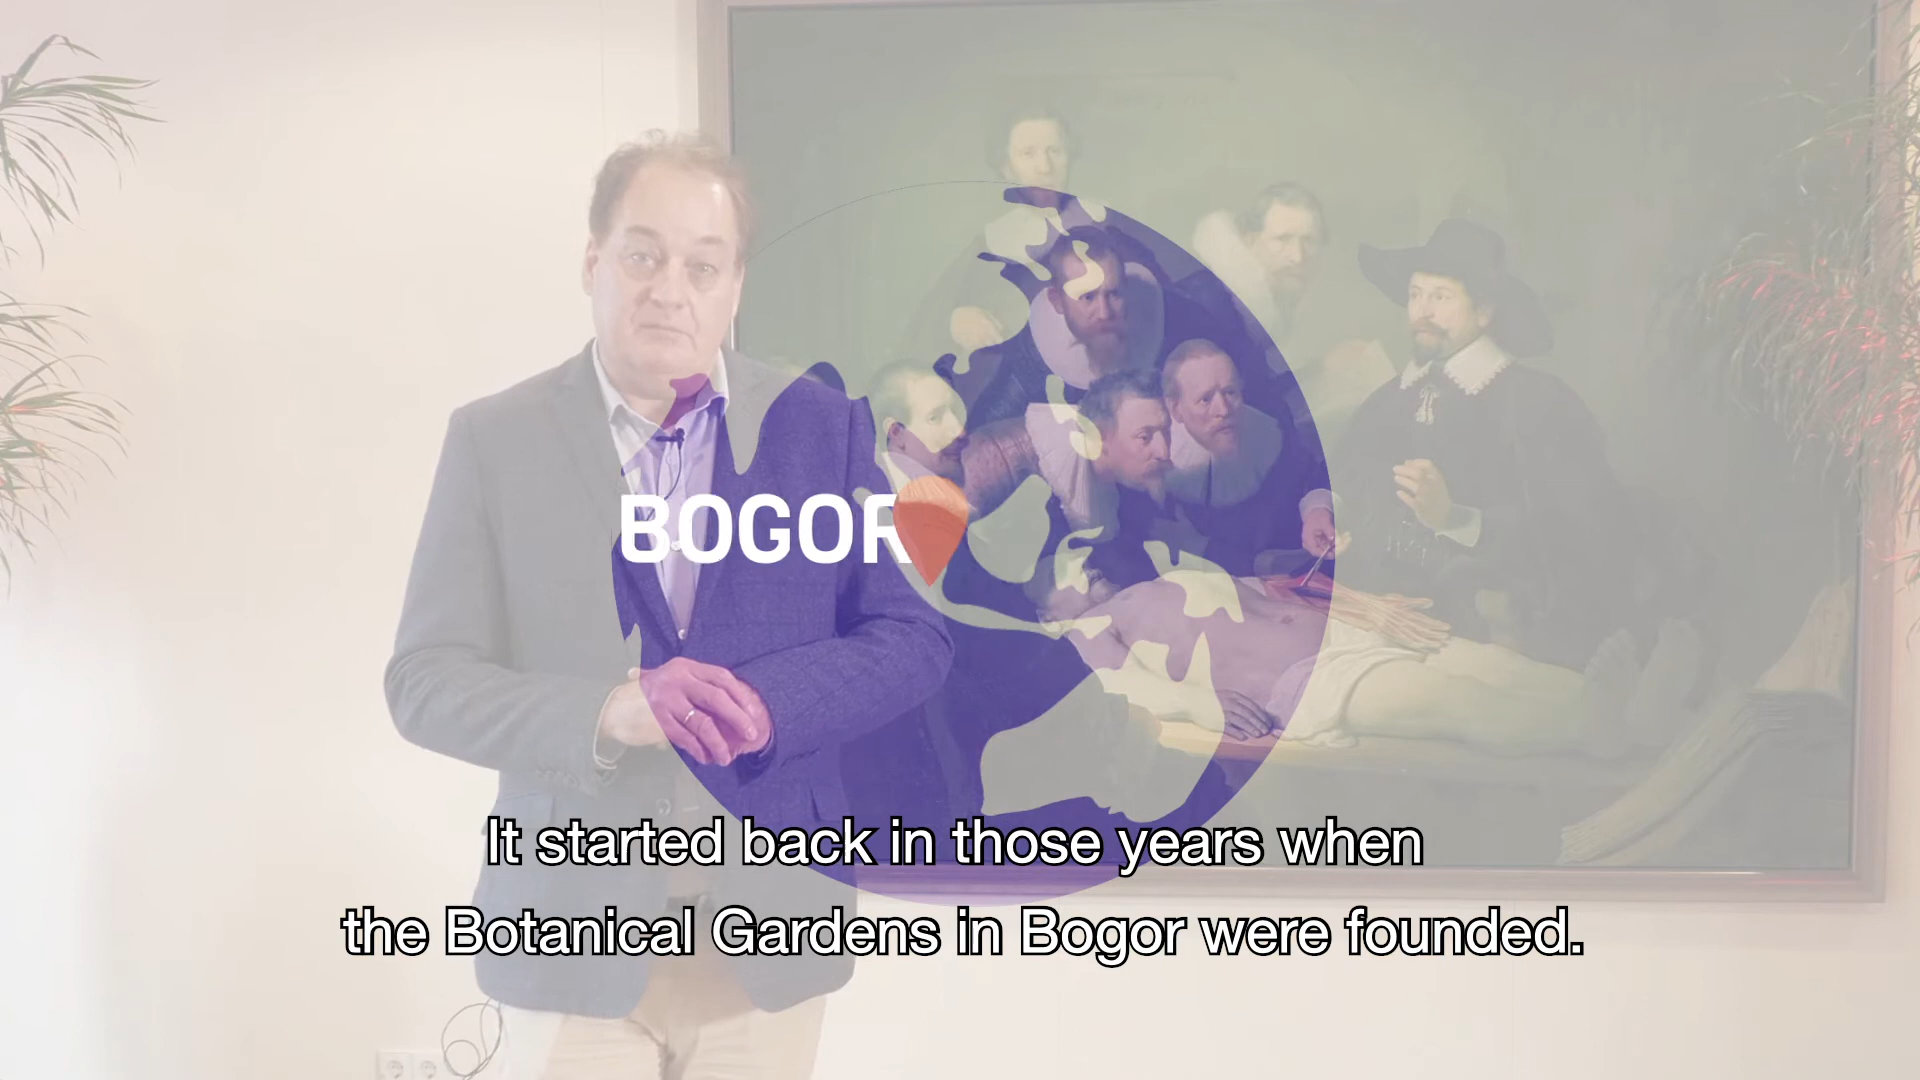 BOGOR
It started back in those years when
the Botanical Gardens in Bogor were founded.